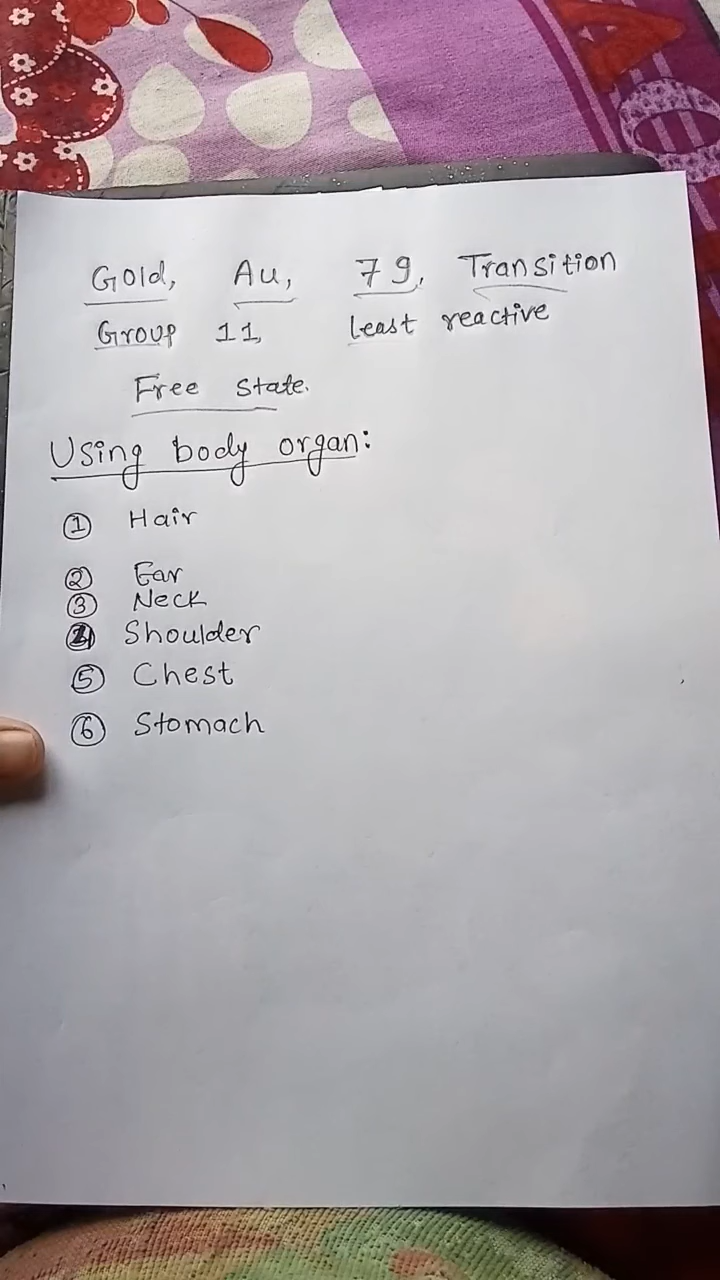 Gold, Au, 79, Transition
Group 11, least reactive
Free state.
Using body organ:
① Hair
② Ear
③ Neck
④ Shoulder
⑤ Chest
⑥ Stomach